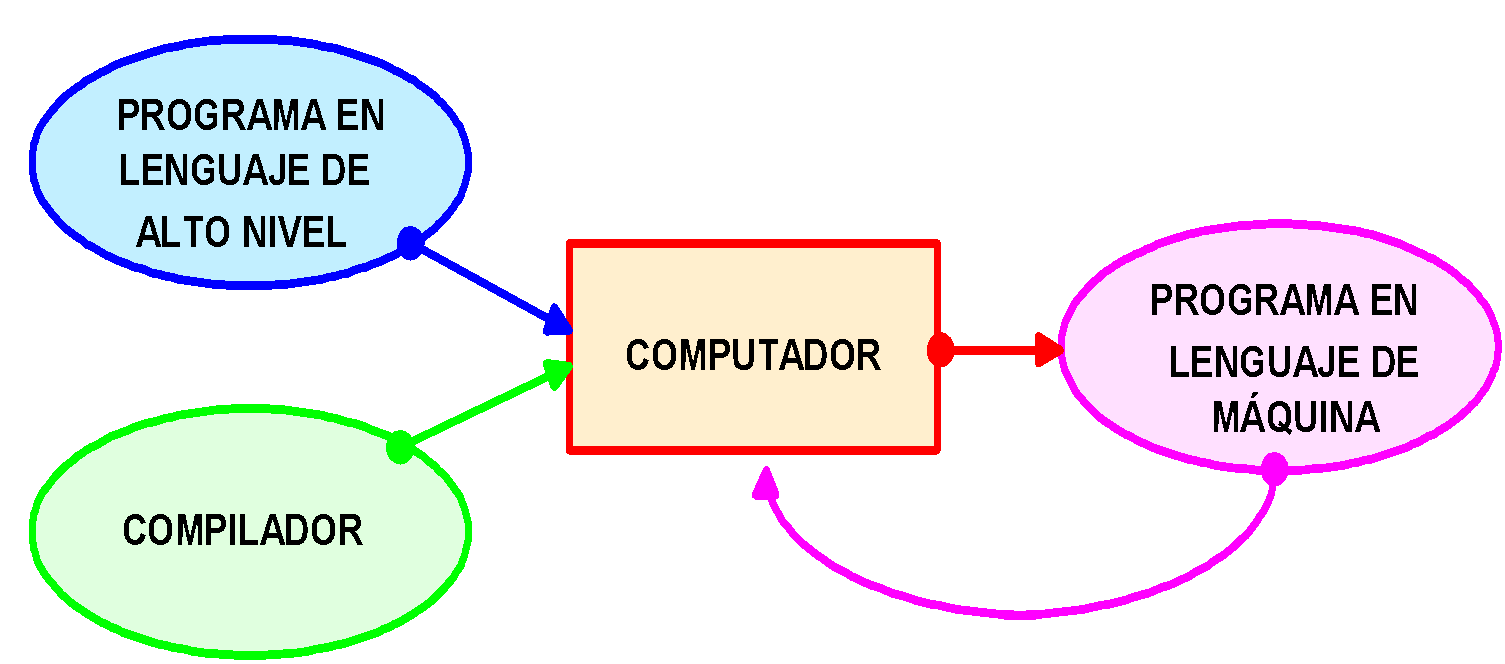 PROGRAMA EN
LENGUAJE DE
ALTO NIVEL
COMPILADOR
COMPUTADOR
PROGRAMA EN
LENGUAJE DE
MÁQUINA